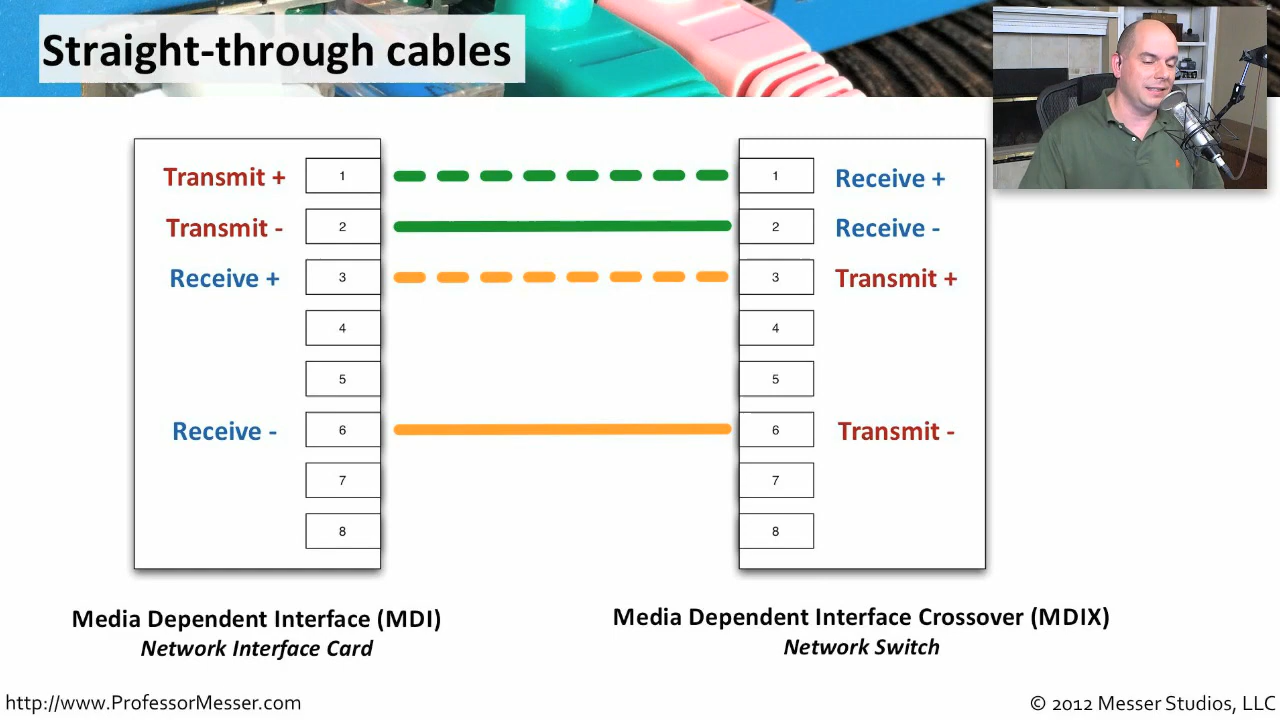 Straight-through cables
Transmit + 1 1 Receive +
Transmit - 2 2 Receive -
Receive + 3 3 Transmit +
4 4
5 5
Receive - 6 6 Transmit -
7 7
8 8
Media Dependent Interface (MDI)
Network Interface Card
Media Dependent Interface Crossover (MDIX)
Network Switch
http://www.ProfessorMesser.com
© 2012 Messer Studios, LLC